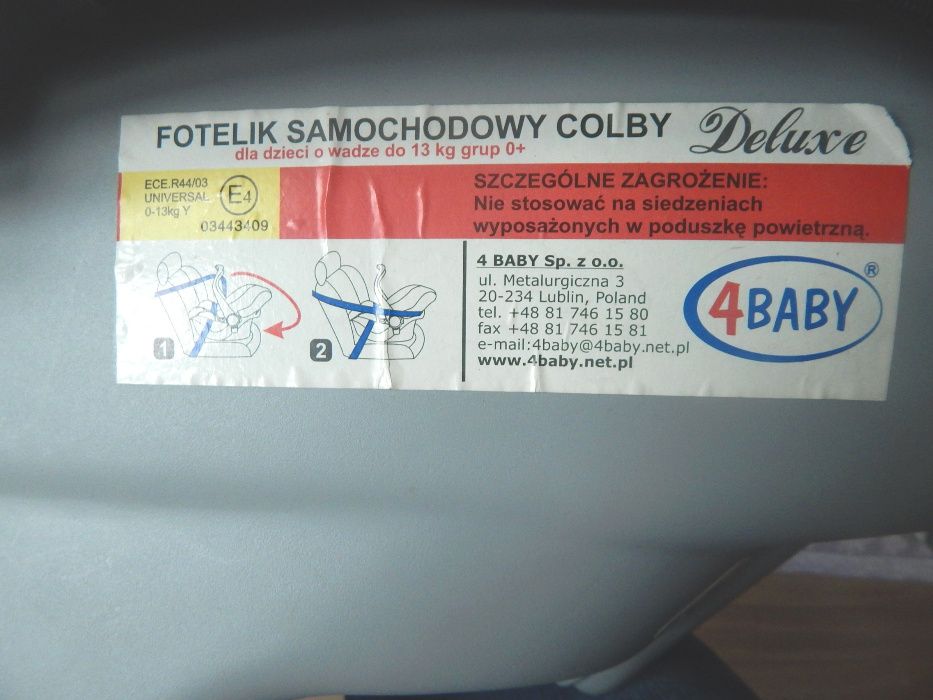 FOTELIK SAMOCHODOWY COLBY Deluxe
dla dzieci o wadze do 13 kg grup 0+
ECE.R44/03
UNIVERSAL
0-13kg Y
E4
03443409
SZCZEGÓLNE ZAGROŻENIE:
Nie stosować na siedzeniach
wyposażonych w poduszkę powietrzną.
1
2
4 BABY Sp. z o.o.
ul. Metalurgiczna 3
20-234 Lublin, Poland
tel. +48 81 746 15 80
fax +48 81 746 15 81
e-mail:4baby@4baby.net.pl
www.4baby.net.pl
4BABY®